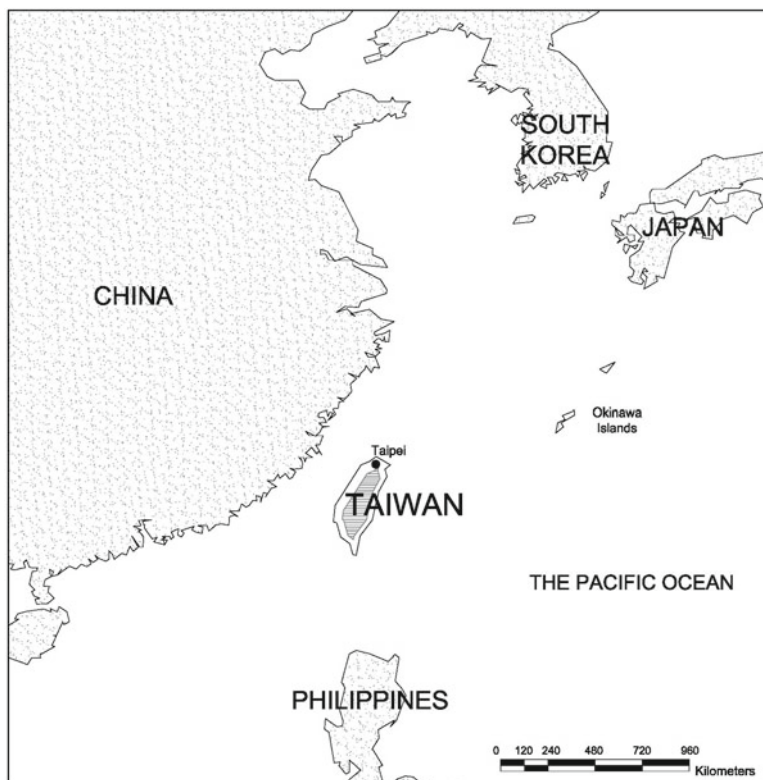 SOUTH
KOREA
JAPAN
CHINA
Okinawa
Islands
Taipei
TAIWAN
THE PACIFIC OCEAN
PHILIPPINES
0 120 240 480 720 960
Kilometers